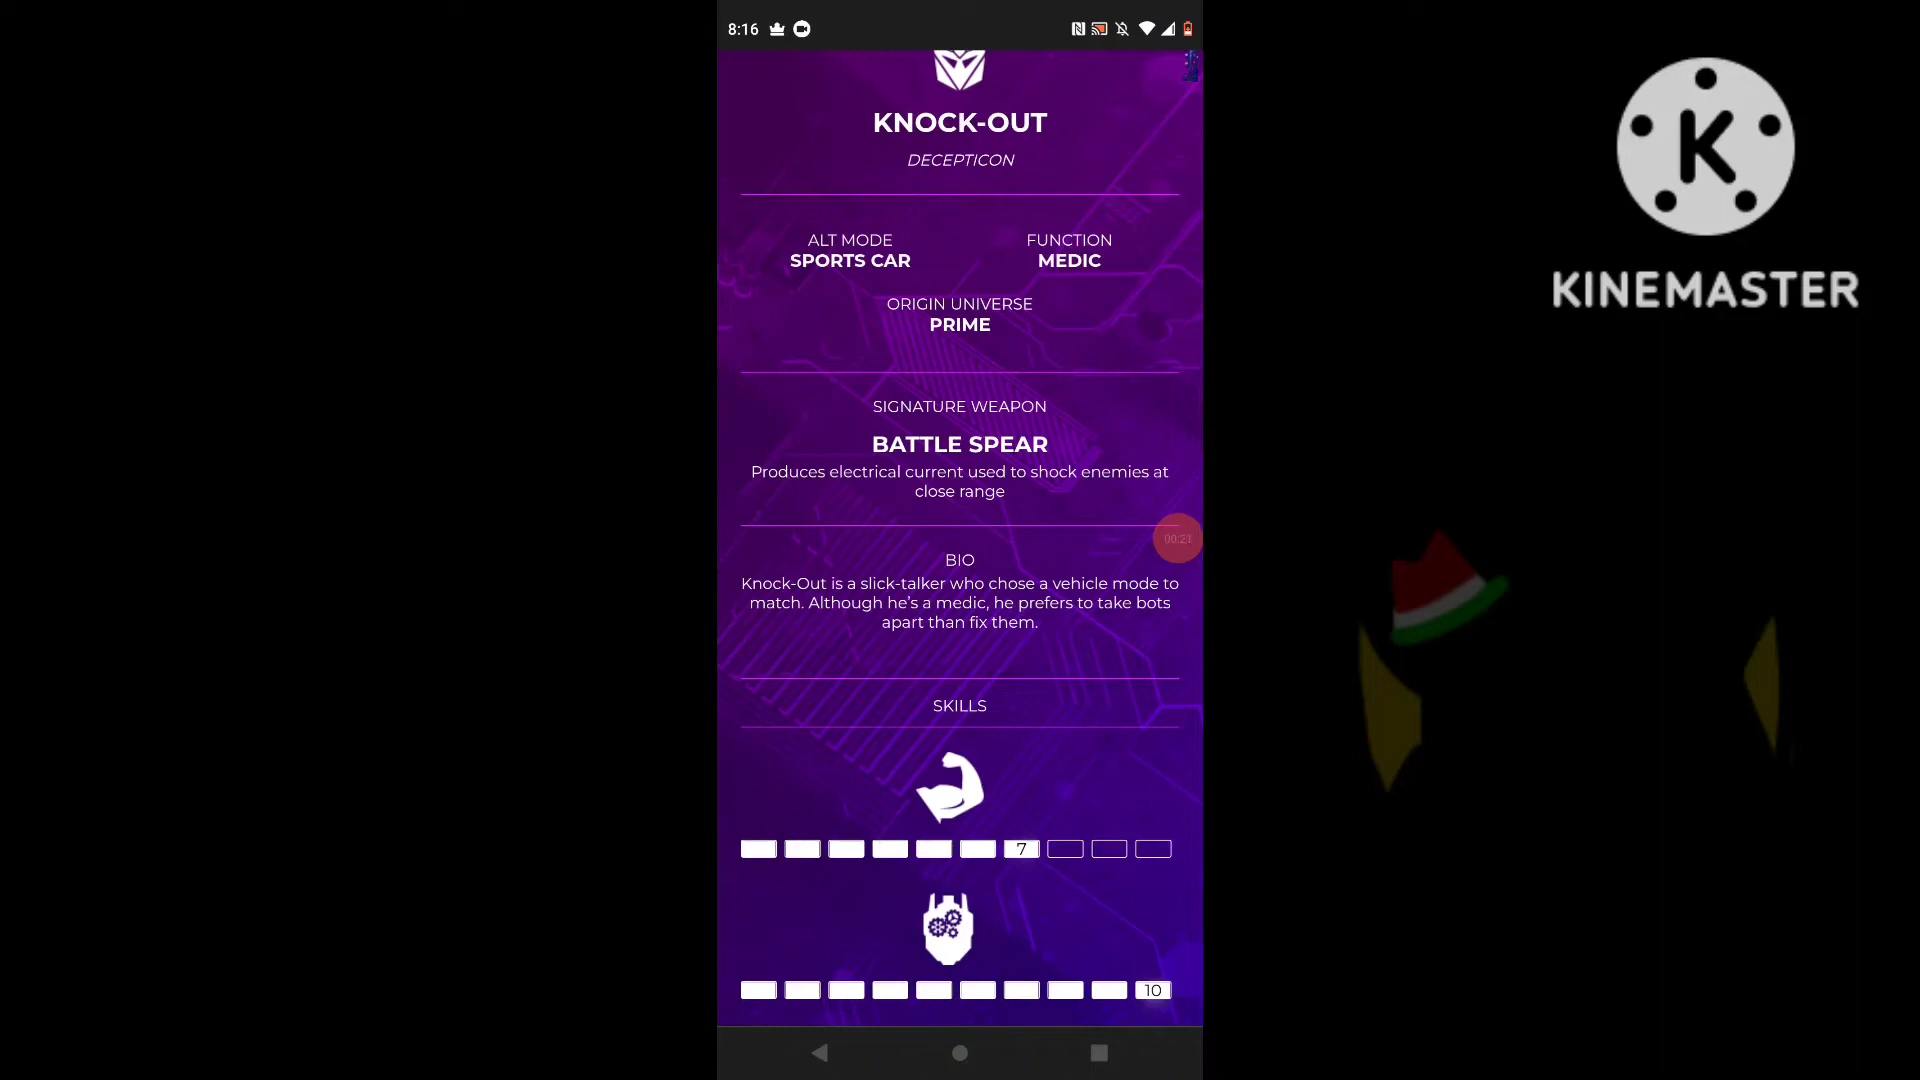 8:16
KNOCK-OUT
DECEPTICON
ALT MODE
SPORTS CAR
FUNCTION
MEDIC
ORIGIN UNIVERSE
PRIME
SIGNATURE WEAPON
BATTLE SPEAR
Produces electrical current used to shock enemies at
close range
00:21
BIO
Knock-Out is a slick-talker who chose a vehicle mode to
match. Although he’s a medic, he prefers to take bots
apart than fix them.
SKILLS
7
10
K
KINEMASTER